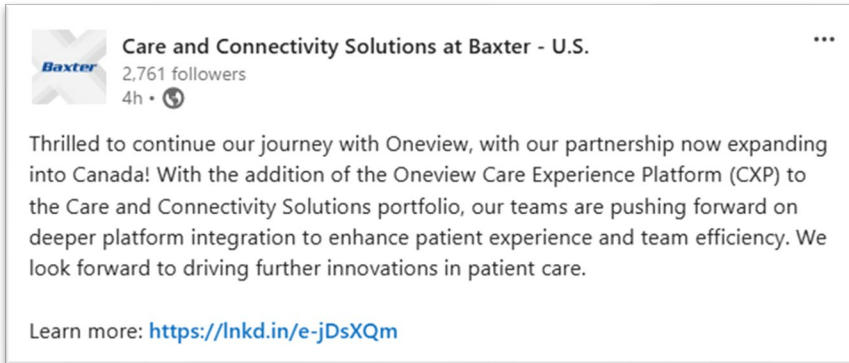 Baxter
Care and Connectivity Solutions at Baxter - U.S.
2,761 followers
4h •
Thrilled to continue our journey with Oneview, with our partnership now expanding
into Canada! With the addition of the Oneview Care Experience Platform (CXP) to
the Care and Connectivity Solutions portfolio, our teams are pushing forward on
deeper platform integration to enhance patient experience and team efficiency. We
look forward to driving further innovations in patient care.
Learn more: https://lnkd.in/e-jDsXQm